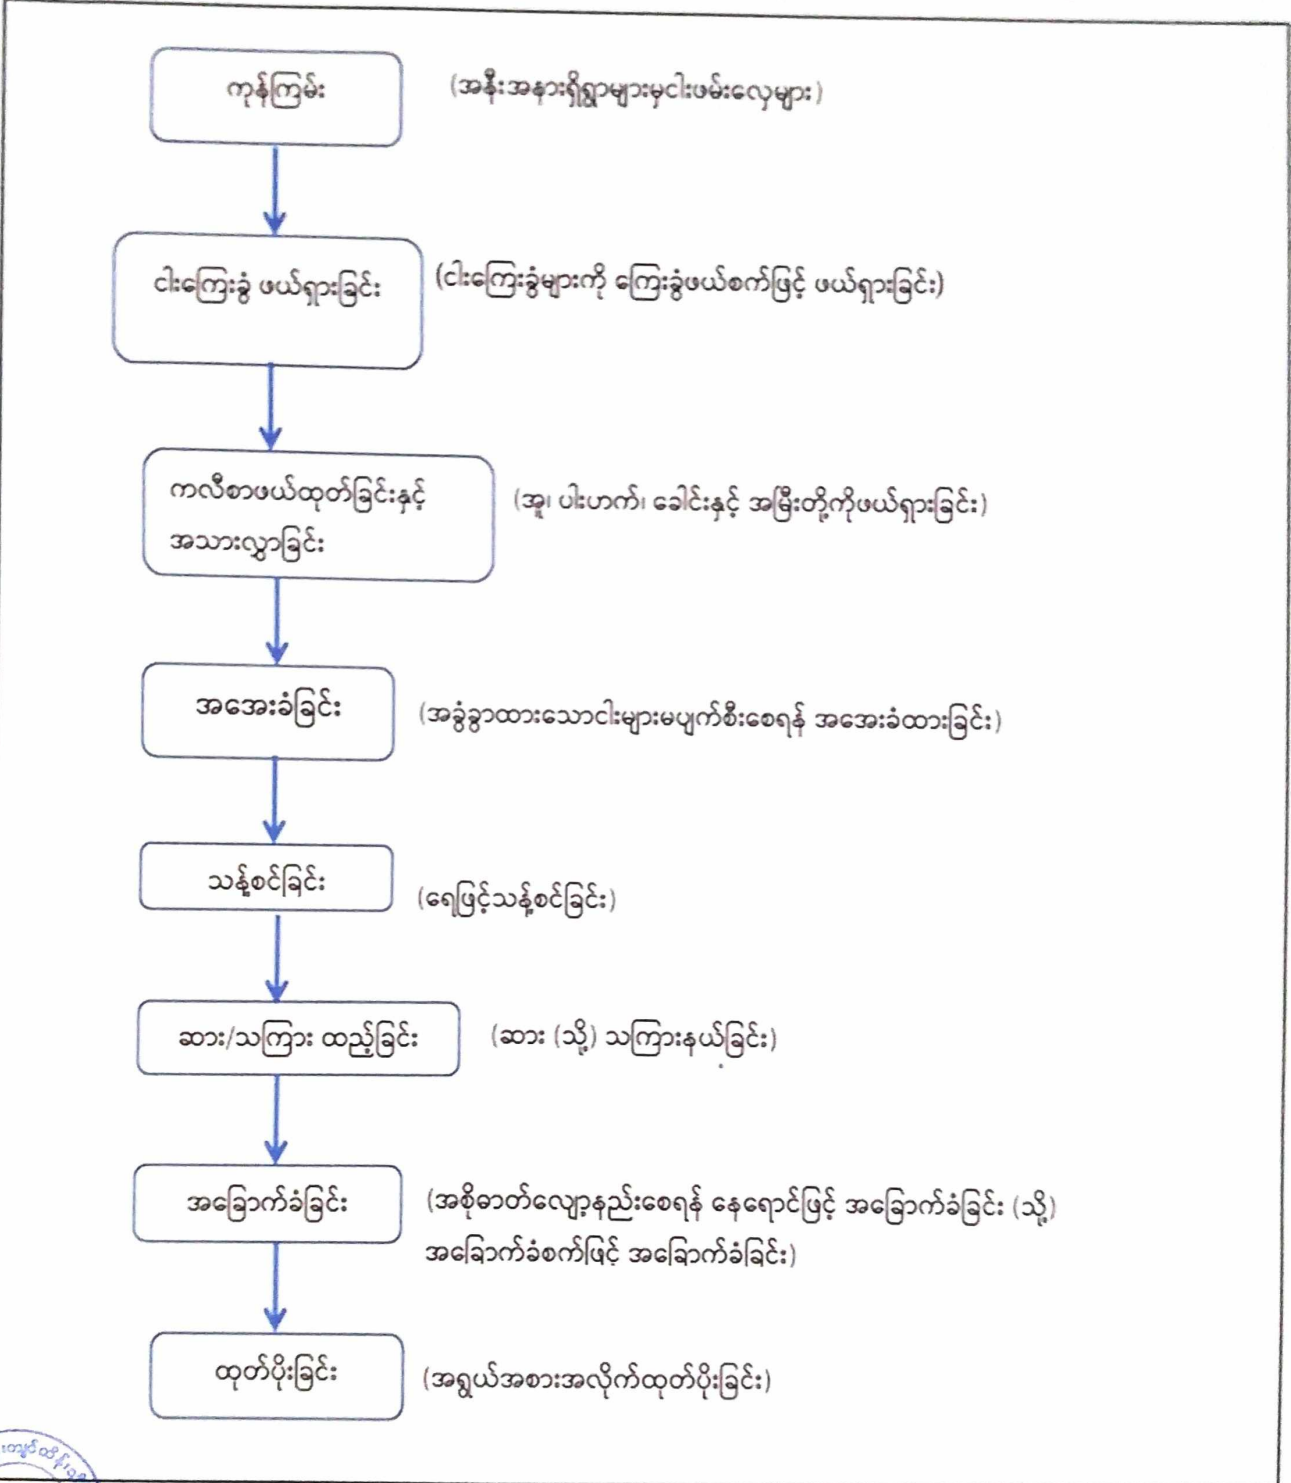 ကုန်ကြမ်း
(အနီးအနားရှိရွာများမှငါးဖမ်းလှေများ)
ငါးကြေးခွံ ဖယ်ရှားခြင်း
(ငါးကြေးခွံများကို ကြေးခွံဖယ်စက်ဖြင့် ဖယ်ရှားခြင်း)
ကလီစာဖယ်ထုတ်ခြင်းနှင့်
အသားလွှာခြင်း
(အူ၊ ပါးဟက်၊ ခေါင်းနှင့် အမြီးတို့ကိုဖယ်ရှားခြင်း)
အအေးခံခြင်း
(အခွံခွာထားသောငါးများမပျက်စီးစေရန် အအေးခံထားခြင်း)
သန့်စင်ခြင်း
(ရေဖြင့်သန့်စင်ခြင်း)
ဆား/သကြား ထည့်ခြင်း
(ဆား (သို့) သကြားနယ်ခြင်း)
အခြောက်ခံခြင်း
(အစိုဓာတ်လျော့နည်းစေရန် နေရောင်ဖြင့် အခြောက်ခံခြင်း (သို့)
အခြောက်ခံစက်ဖြင့် အခြောက်ခံခြင်း)
ထုတ်ပိုးခြင်း
(အရွယ်အစားအလိုက်ထုတ်ပိုးခြင်း)